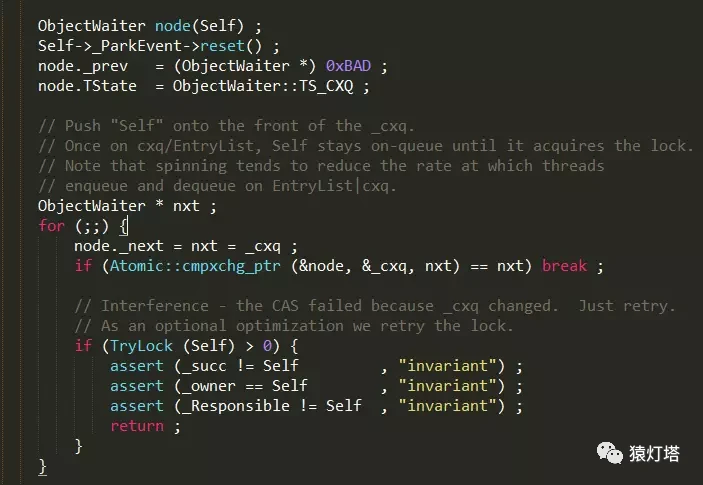 ObjectWaiter node(Self) ;
Self->_ParkEvent->reset() ;
node._prev   = (ObjectWaiter *) 0xBAD ;
node.TState  = ObjectWaiter::TS_CXQ ;

// Push "Self" onto the front of the _cxq.
// Once on cxq/EntryList, Self stays on-queue until it acquires the lock.
// Note that spinning tends to reduce the rate at which threads
// enqueue and dequeue on EntryList|cxq.
ObjectWaiter * nxt ;
for (;;) {
    node._next = nxt = _cxq ;
    if (Atomic::cmpxchg_ptr (&node, &_cxq, nxt) == nxt) break ;

    // Interference - the CAS failed because _cxq changed.  Just retry.
    // As an optional optimization we retry the lock.
    if (TryLock (Self) > 0) {
        assert (_succ != Self         , "invariant") ;
        assert (_owner == Self        , "invariant") ;
        assert (_Responsible != Self  , "invariant") ;
        return ;
    }
}
猿灯塔